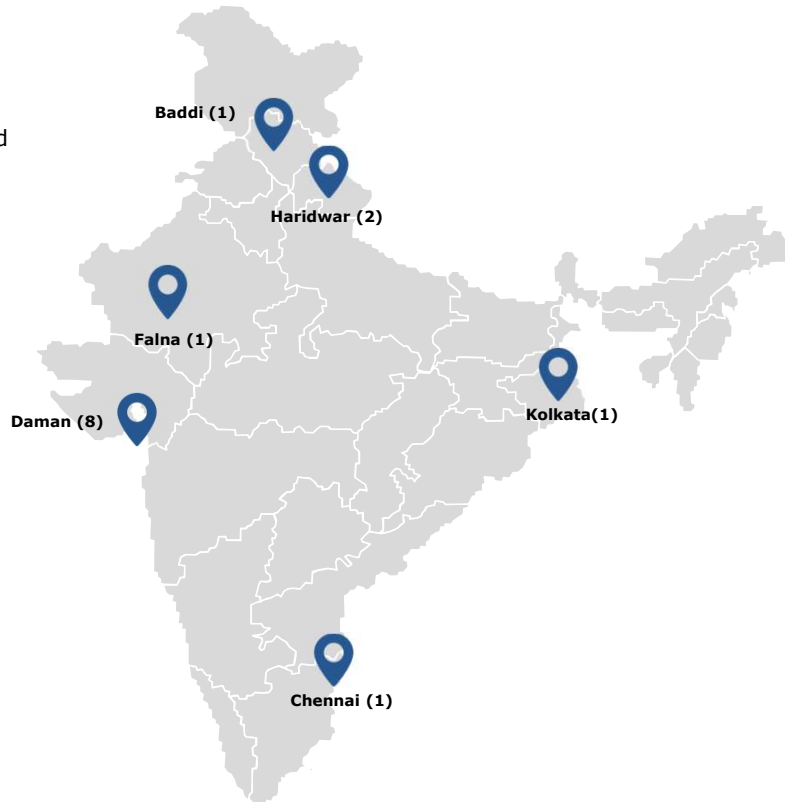 Baddi (1)
d
Haridwar (2)
Falna (1)
Daman (8)
Kolkata(1)
Chennai (1)